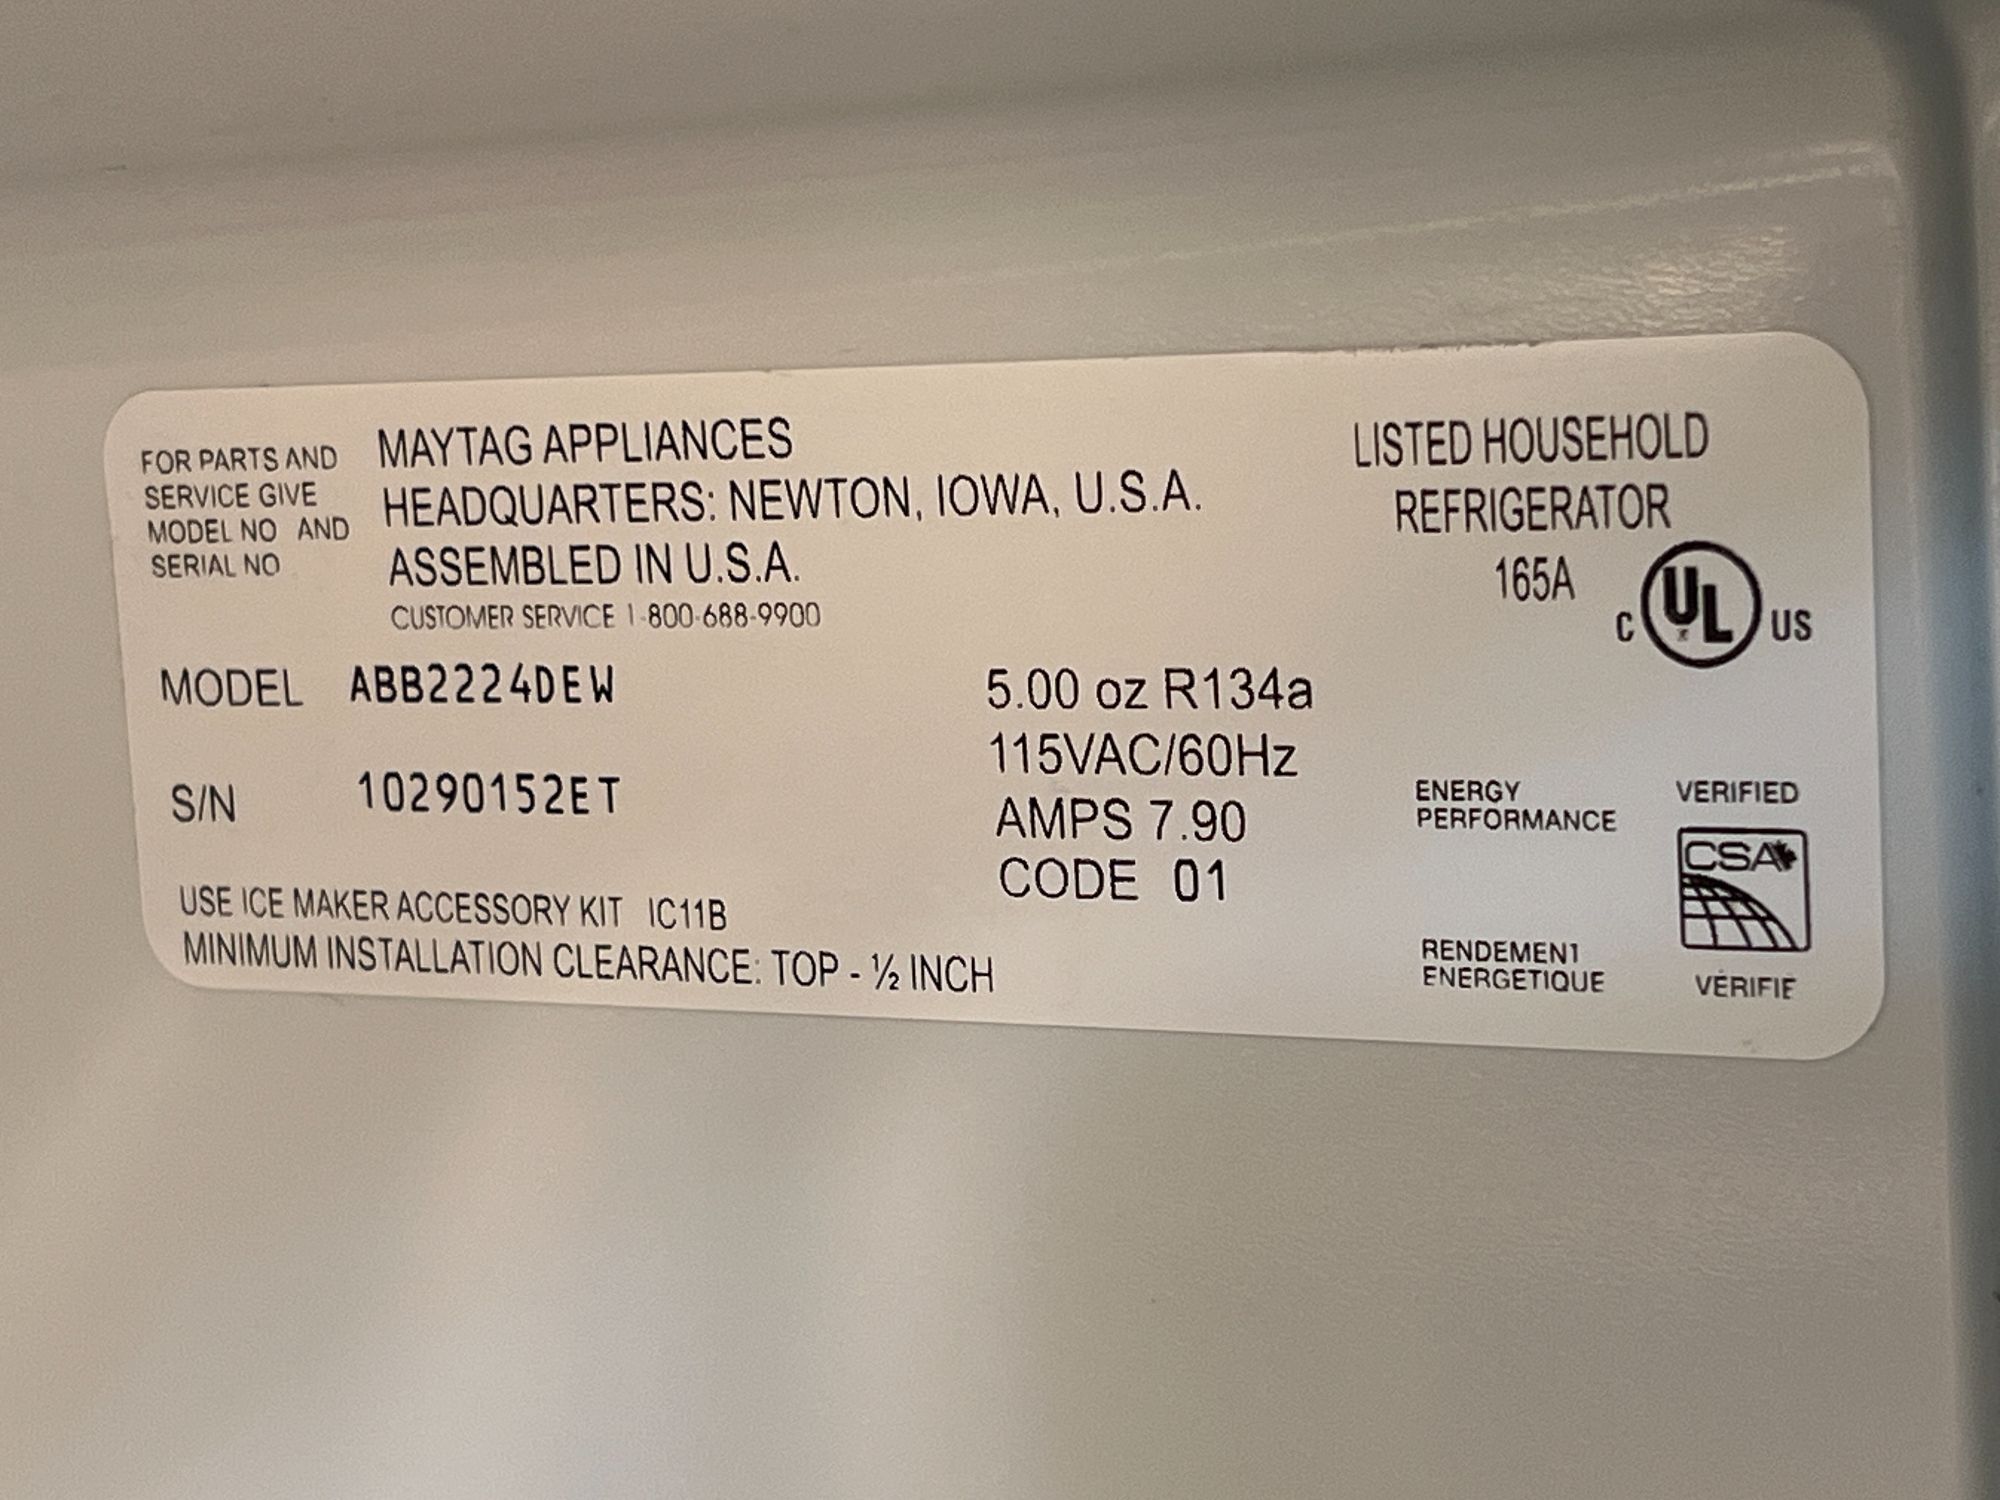 FOR PARTS AND
SERVICE GIVE
MODEL NO AND
SERIAL NO
MAYTAG APPLIANCES
HEADQUARTERS: NEWTON, IOWA, U.S.A.
ASSEMBLED IN U.S.A.
CUSTOMER SERVICE 1-800-688-9900
LISTED HOUSEHOLD
REFRIGERATOR
165A
C UL US
MODEL ABB2224DEW
S/N 10290152ET
5.00 oz R134a
115VAC/60Hz
AMPS 7.90
CODE 01
ENERGY
PERFORMANCE
VERIFIED
CSA
RENDEMENT
ENERGETIQUE
VÉRIFIE
USE ICE MAKER ACCESSORY KIT IC11B
MINIMUM INSTALLATION CLEARANCE: TOP - ½ INCH